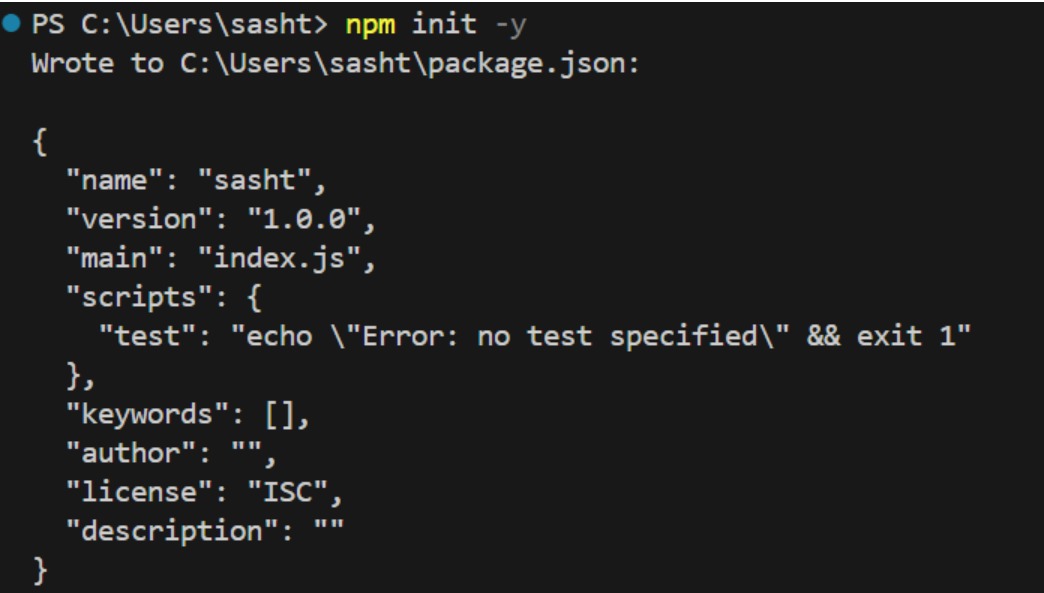 PS C:\Users\sasht> npm init -y
Wrote to C:\Users\sasht\package.json:
{
"name": "sasht",
"version": "1.0.0",
"main": "index.js",
"scripts": {
"test": "echo \"Error: no test specified\" && exit 1"
},
"keywords": [],
"author": "",
"license": "ISC",
"description": ""
}